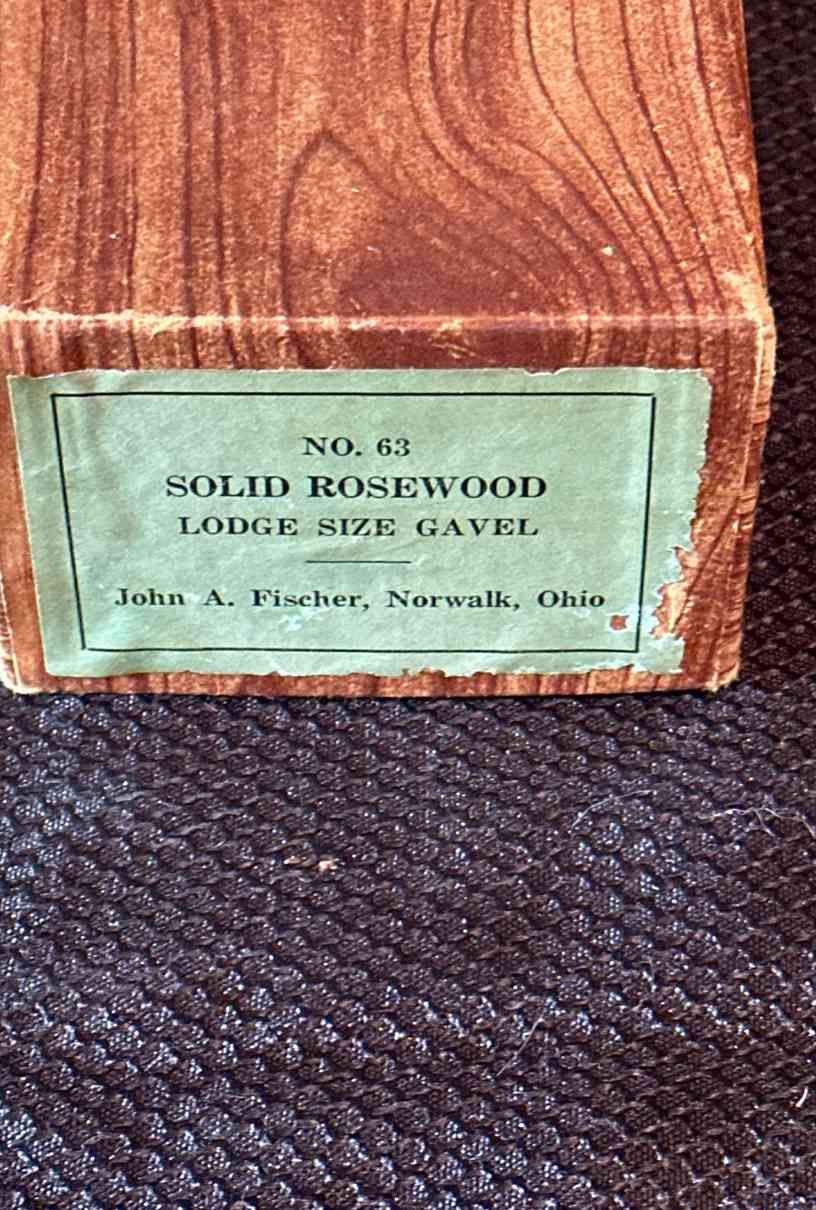 NO. 63
SOLID ROSEWOOD
LODGE SIZE GAVEL
John A. Fischer, Norwalk, Ohio